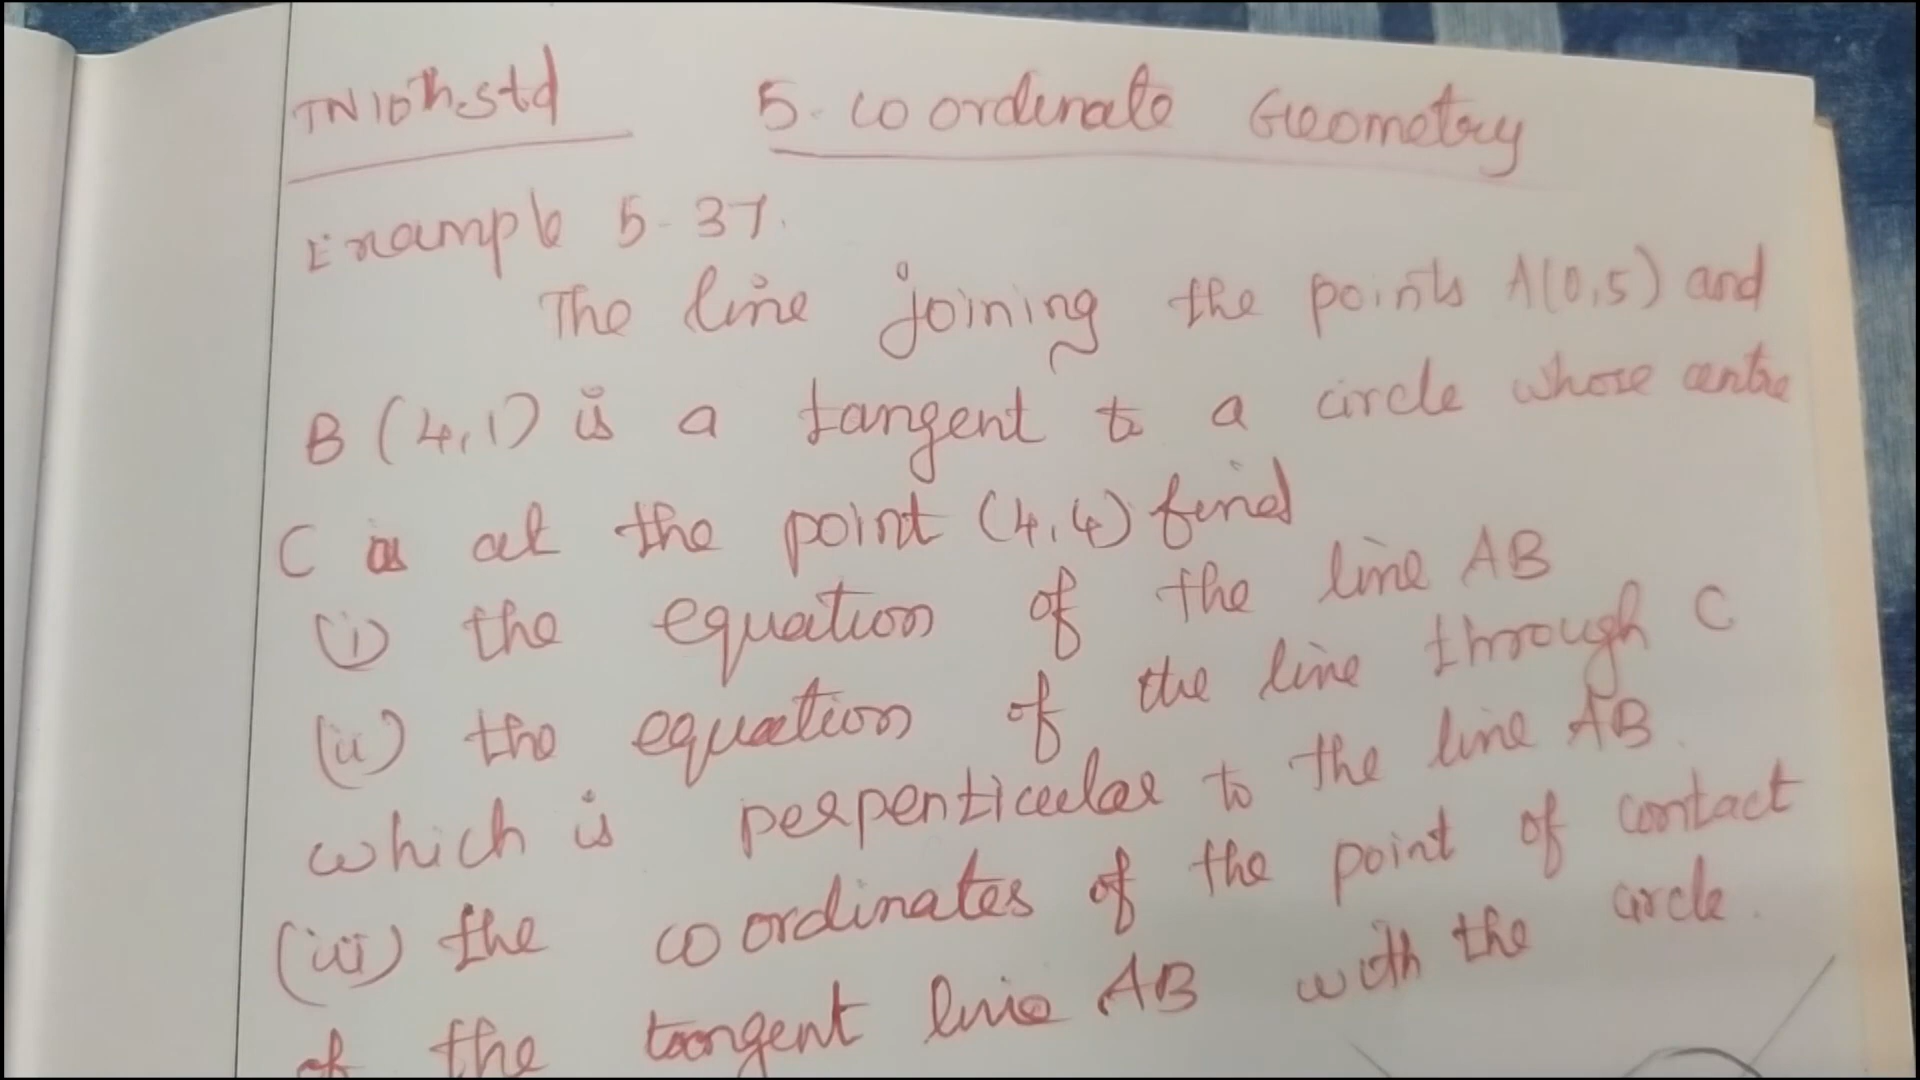 TN 10th.std 5. Coordinate Geometry
Example 5.37.
The line joining the points A(0,5) and
B (4,1) is a tangent to a circle whose centre
C is at the point (4,4) find
(i) the equation of the line AB
(ii) the equation of the line through C
which is perpenticular to the line AB.
(iii) the coordinates of the point of contact
of the tangent line AB with the circle.